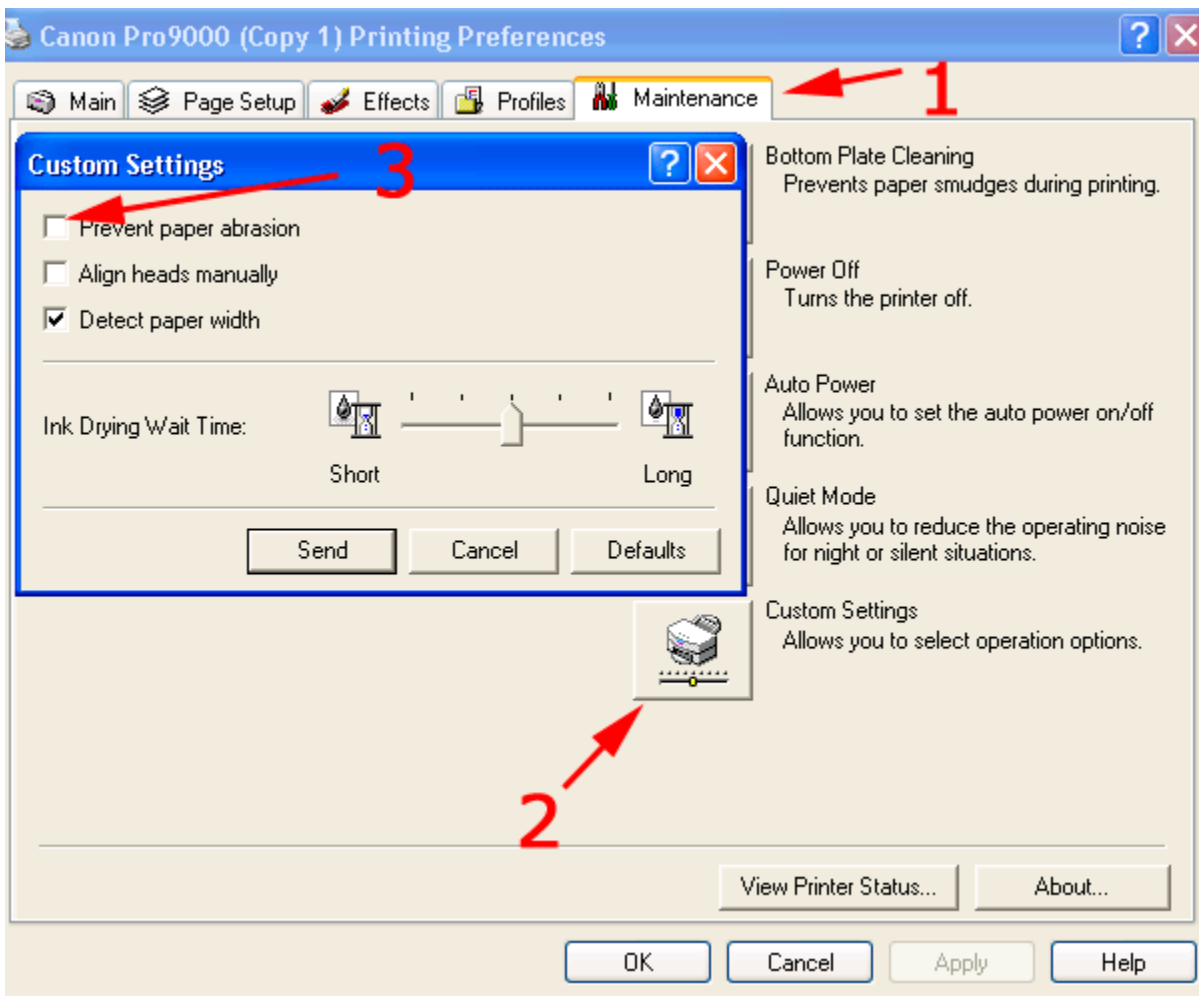 Canon Pro9000 (Copy 1) Printing Preferences
Main Page Setup Effects Profiles Maintenance
1
Custom Settings
3
Prevent paper abrasion
Align heads manually
Detect paper width
Ink Drying Wait Time:
Short Long
Send Cancel Defaults
Bottom Plate Cleaning
Prevents paper smudges during printing.
Power Off
Turns the printer off.
Auto Power
Allows you to set the auto power on/off
function.
Quiet Mode
Allows you to reduce the operating noise
for night or silent situations.
Custom Settings
Allows you to select operation options.
2
View Printer Status... About...
OK Cancel Apply Help